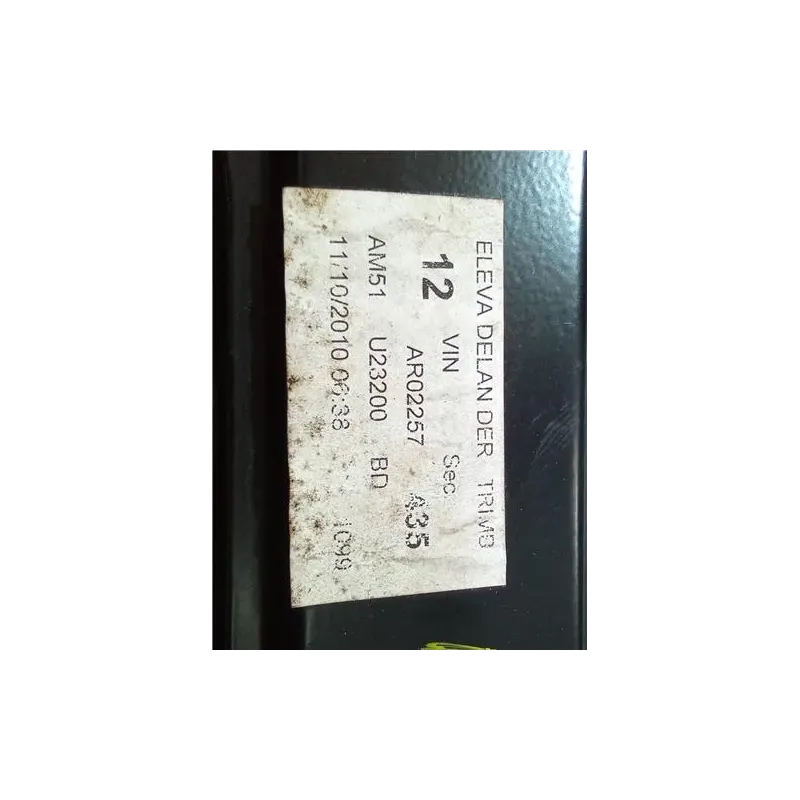 ELEVA DELAN DER TRIMB
12 VIN Sec.
AR02257 435
AM51 U23200 BD
11/10/2010 06:38 1099